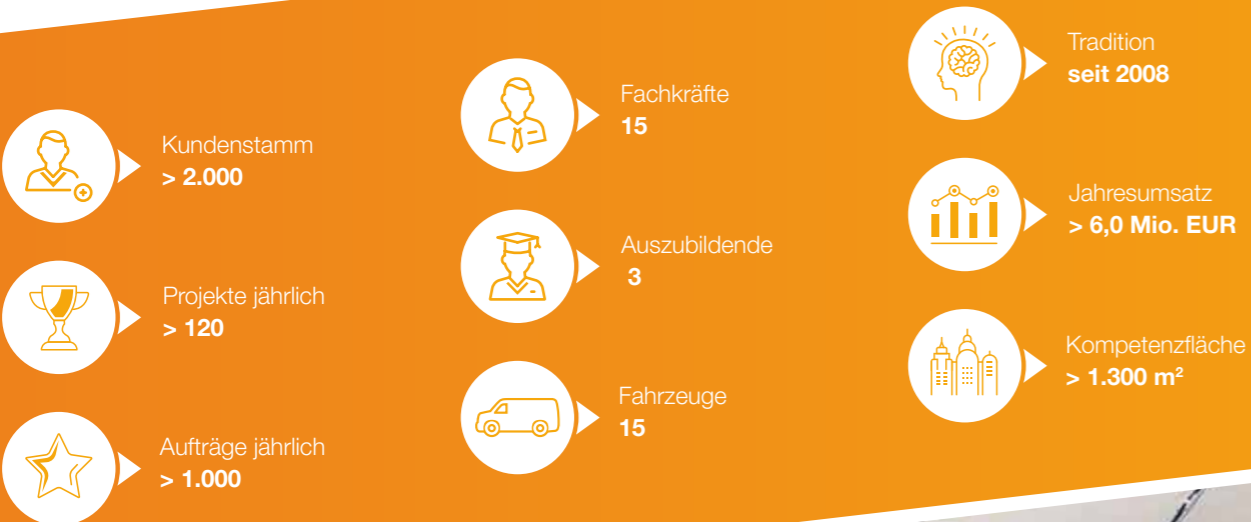 Kundenstamm
> 2.000
Projekte jährlich
> 120
Aufträge jährlich
> 1.000
Fachkräfte
15
Auszubildende
3
Fahrzeuge
15
Tradition
seit 2008
Jahresumsatz
> 6,0 Mio. EUR
Kompetenzfläche
> 1.300 m²